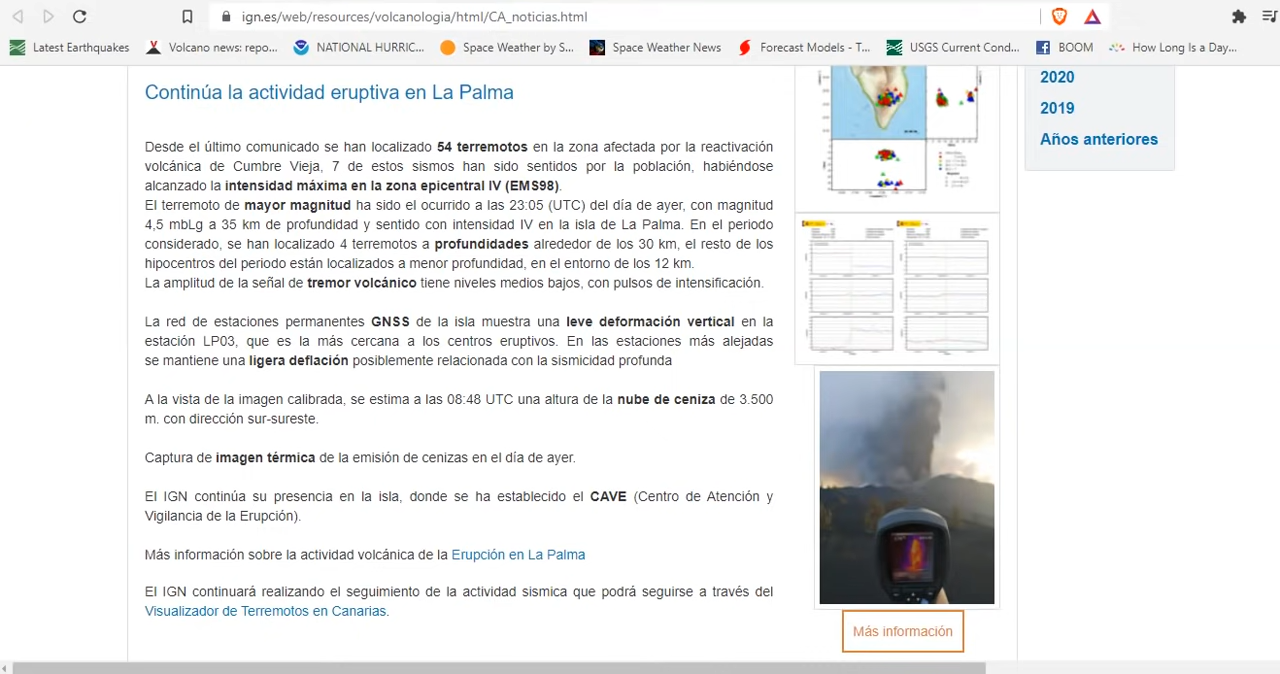 ign.es/web/resources/volcanologia/html/CA_noticias.html
Latest Earthquakes
Volcano news: repo...
NATIONAL HURRIC...
Space Weather by S...
Space Weather News
Forecast Models - T...
USGS Current Cond...
BOOM
How Long Is a Day...
Continúa la actividad eruptiva en La Palma
Desde el último comunicado se han localizado 54 terremotos en la zona afectada por la reactivación
volcánica de Cumbre Vieja, 7 de estos sismos han sido sentidos por la población, habiéndose
alcanzado la intensidad máxima en la zona epicentral IV (EMS98).
El terremoto de mayor magnitud ha sido el ocurrido a las 23:05 (UTC) del día de ayer, con magnitud
4,5 mbLg a 35 km de profundidad y sentido con intensidad IV en la isla de La Palma. En el periodo
considerado, se han localizado 4 terremotos a profundidades alrededor de los 36 km, el resto de los
hipocentros del periodo están localizados a menor profundidad, en el entorno de los 12 km.
La amplitud de la señal de tremor volcánico tiene niveles medios bajos, con pulsos de intensificación.
La red de estaciones permanentes GNSS de la isla muestra una leve deformación vertical en la
estación LP03, que es la más cercana a los centros eruptivos. En las estaciones más alejadas
se mantiene una ligera deflación posiblemente relacionada con la sismicidad profunda
A la vista de la imagen calibrada, se estima a las 08:48 UTC una altura de la nube de ceniza de 3.500
m. con dirección sur-sureste.
Captura de imagen térmica de la emisión de cenizas en el día de ayer.
El IGN continúa su presencia en la isla, donde se ha establecido el CAVE (Centro de Atención y
Vigilancia de la Erupción).
Más información sobre la actividad volcánica de la Erupción en La Palma
El IGN continuará realizando el seguimiento de la actividad sismica que podrá seguirse a través del
Visualizador de Terremotos en Canarias.
Más información
2020
2019
Años anteriores